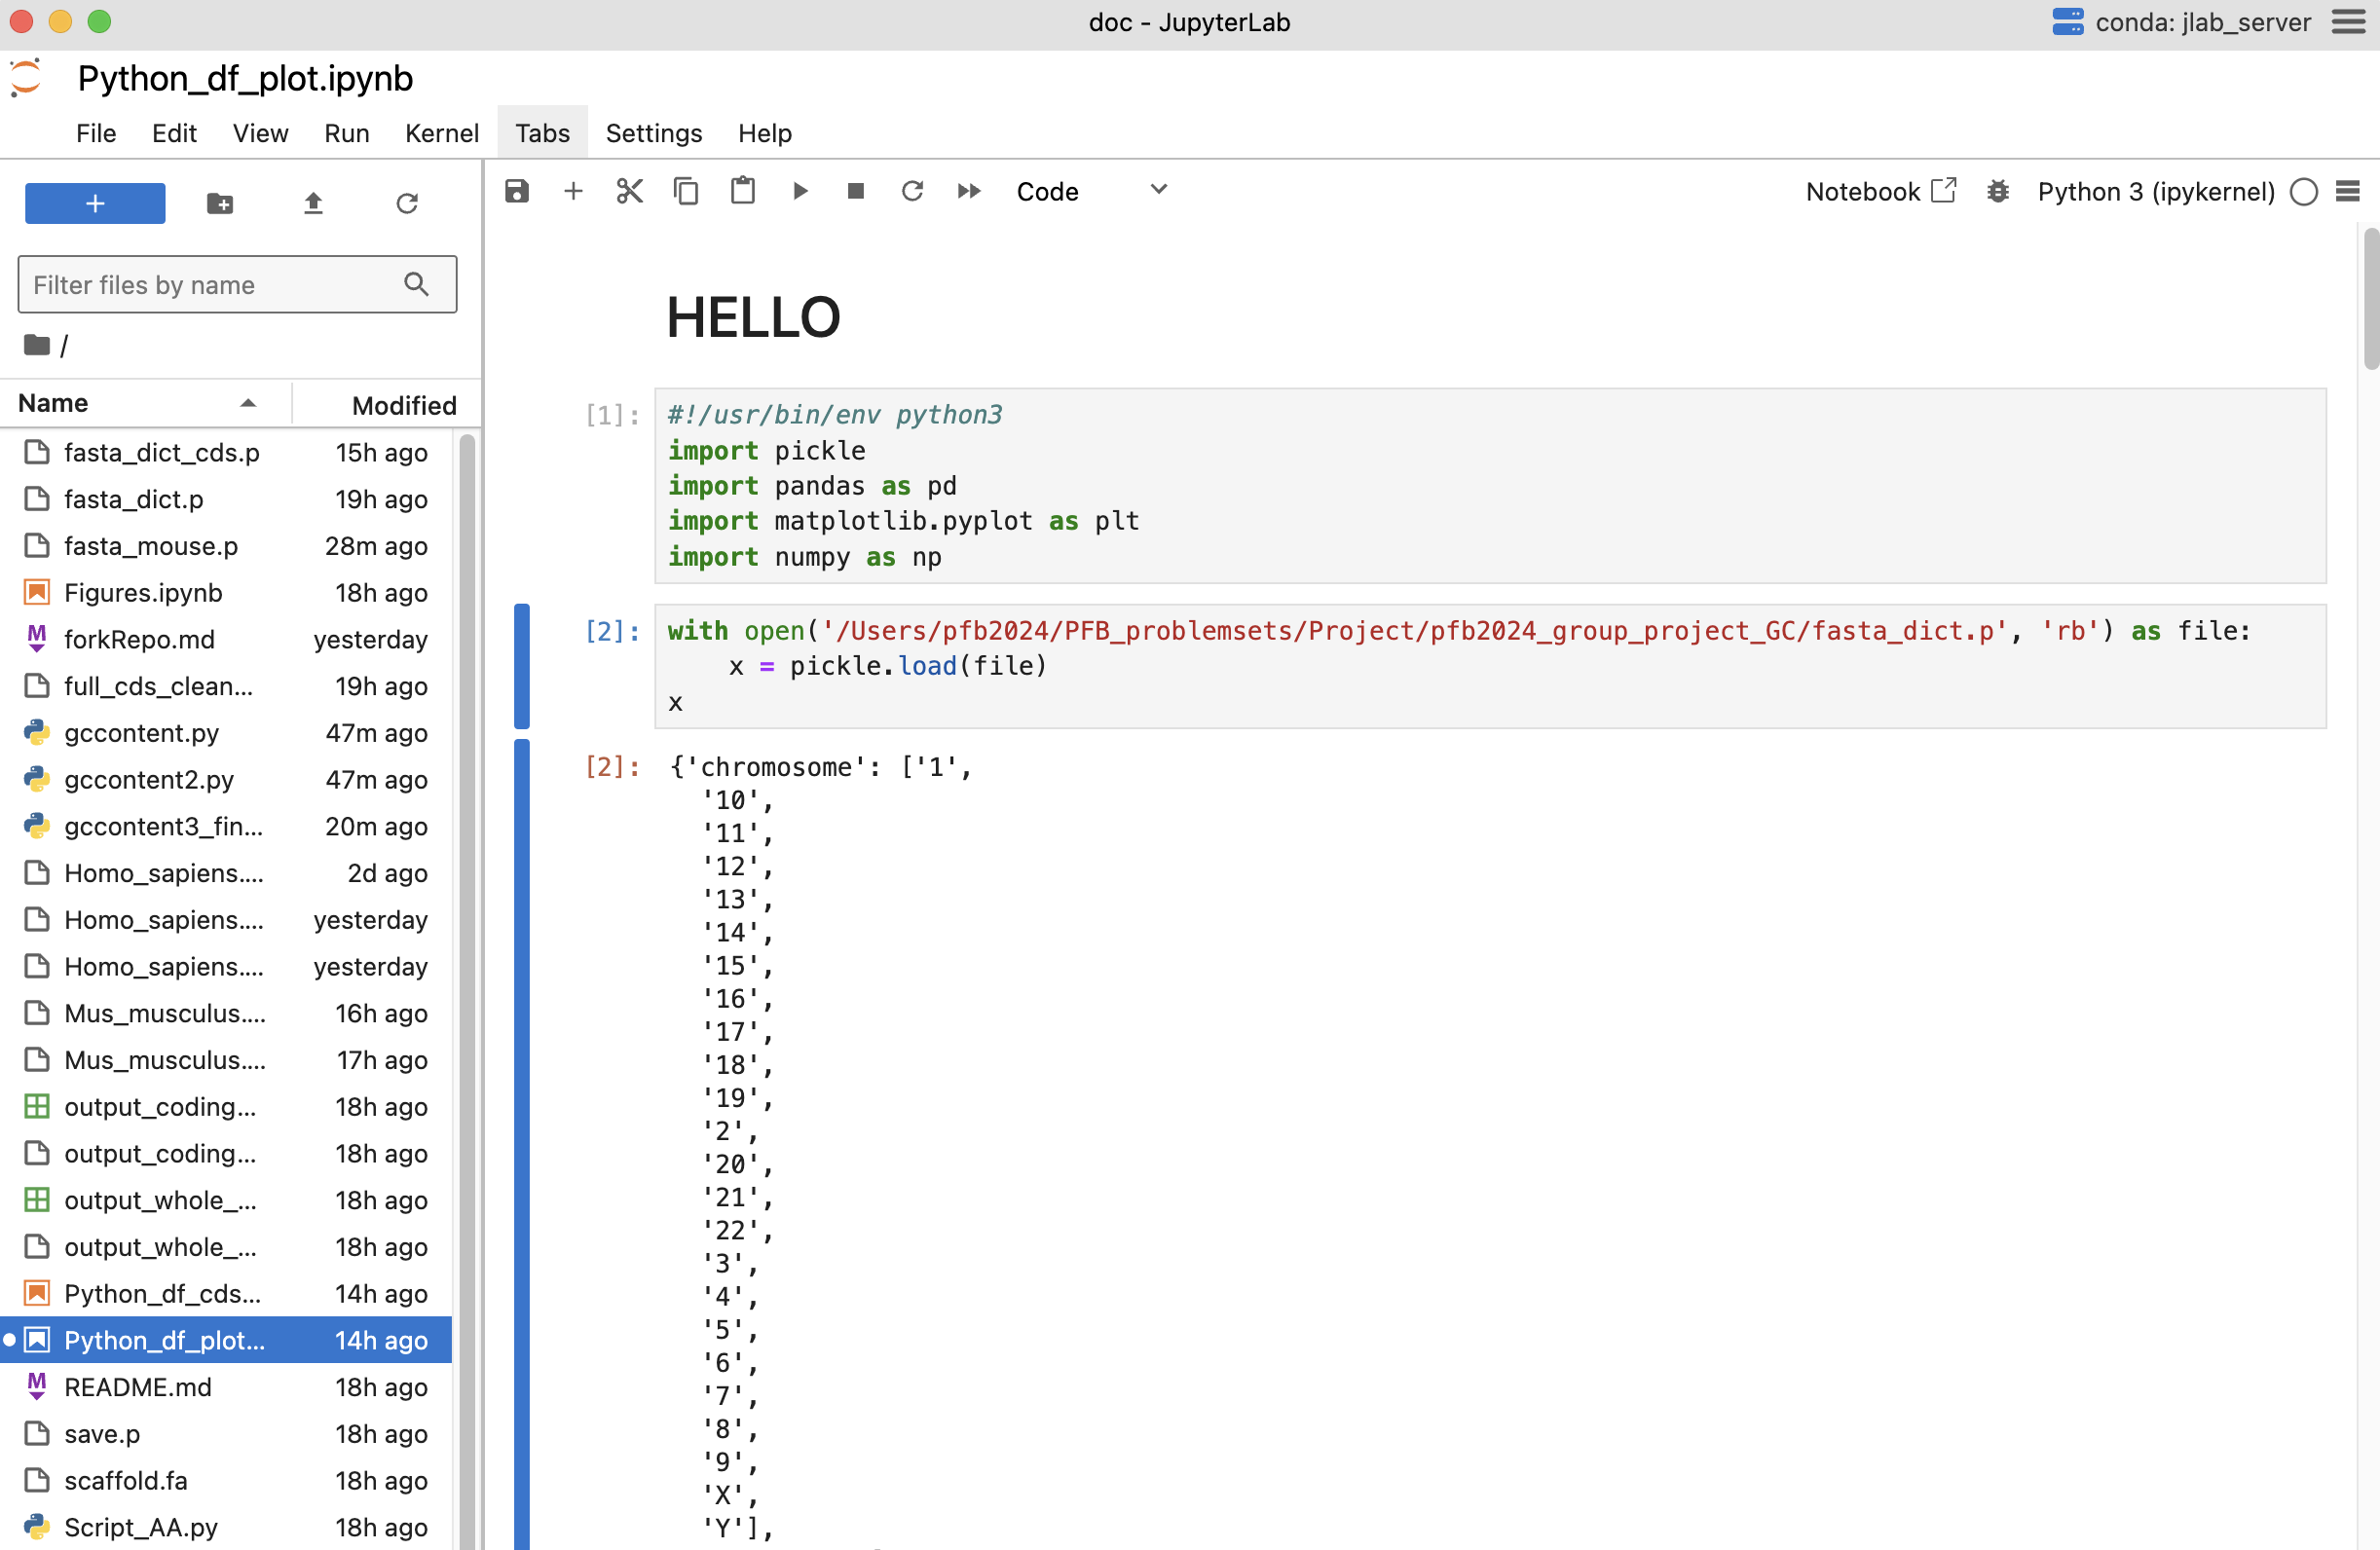 doc - JupyterLab
conda: jlab_server
Python_df_plot.ipynb
File Edit View Run Kernel Tabs Settings Help
+
Filter files by name
/
Name Modified
fasta_dict_cds.p 15h ago
fasta_dict.p 19h ago
fasta_mouse.p 28m ago
Figures.ipynb 18h ago
forkRepo.md yesterday
full_cds_clean... 19h ago
gccontent.py 47m ago
gccontent2.py 47m ago
gccontent3_fin... 20m ago
Homo_sapiens.... 2d ago
Homo_sapiens.... yesterday
Homo_sapiens.... yesterday
Mus_musculus.... 16h ago
Mus_musculus.... 17h ago
output_coding... 18h ago
output_coding... 18h ago
output_whole_... 18h ago
output_whole_... 18h ago
Python_df_cds... 14h ago
Python_df_plot... 14h ago
README.md 18h ago
save.p 18h ago
scaffold.fa 18h ago
Script_AA.py 18h ago
Code
Notebook
Python 3 (ipykernel)
HELLO
[1]: #!/usr/bin/env python3
import pickle
import pandas as pd
import matplotlib.pyplot as plt
import numpy as np
[2]: with open('/Users/pfb2024/PFB_problemsets/Project/pfb2024_group_project_GC/fasta_dict.p', 'rb') as file:
    x = pickle.load(file)
x
[2]: {'chromosome': ['1',
'10',
'11',
'12',
'13',
'14',
'15',
'16',
'17',
'18',
'19',
'2',
'20',
'21',
'22',
'3',
'4',
'5',
'6',
'7',
'8',
'9',
'X',
'Y'],